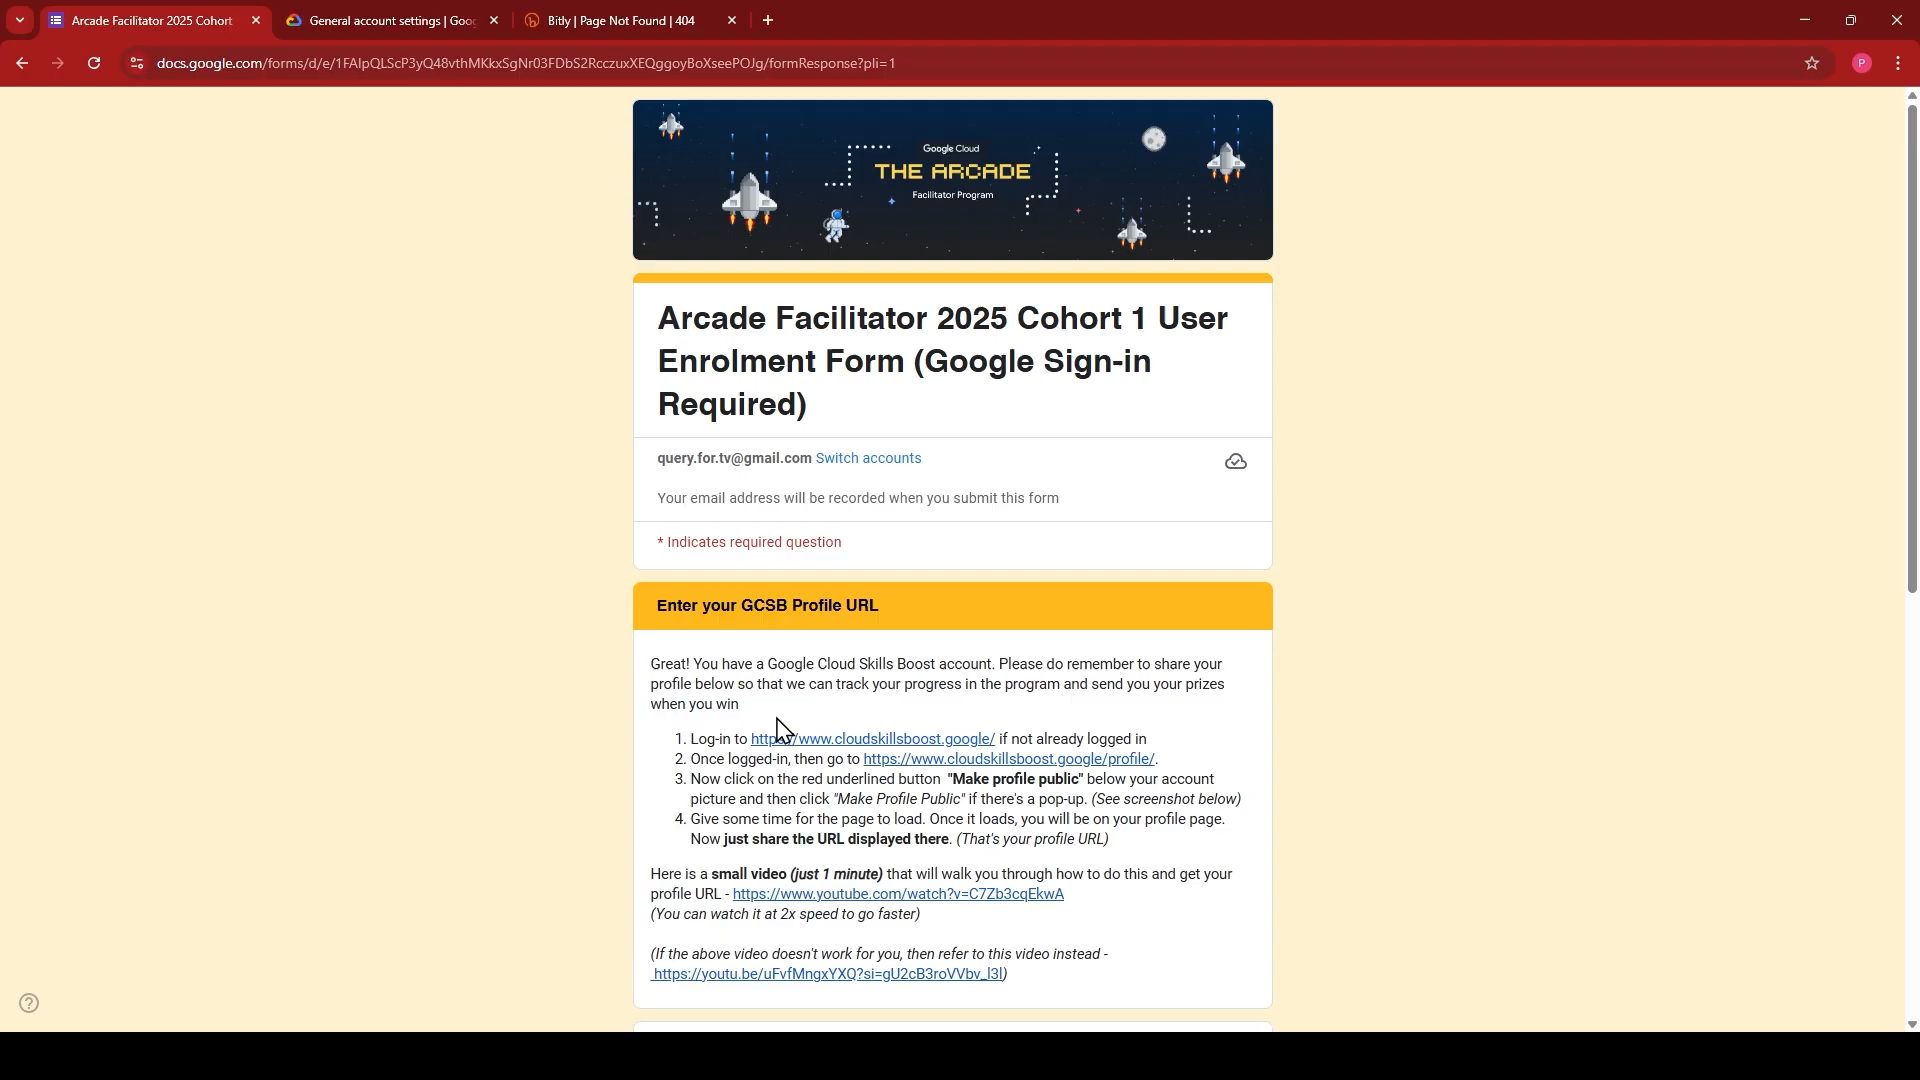 Arcade Facilitator 2025 Cohort
General account settings | Goo
Bitly | Page Not Found | 404
docs.google.com/forms/d/e/1FAIpQLScP3yQ48vthMKkxSgNr03FDbS2RcczuxXEQggoyBoXseePOJg/formResponse?pli=1
P
Google Cloud
THE ARCADE
Facilitator Program
Arcade Facilitator 2025 Cohort 1 User
Enrolment Form (Google Sign-in
Required)
query.for.tv@gmail.com Switch accounts
Your email address will be recorded when you submit this form
* Indicates required question
Enter your GCSB Profile URL
Great! You have a Google Cloud Skills Boost account. Please do remember to share your
profile below so that we can track your progress in the program and send you your prizes
when you win
1. Log-in to https://www.cloudskillsboost.google/ if not already logged in
2. Once logged-in, then go to https://www.cloudskillsboost.google/profile/.
3. Now click on the red underlined button "Make profile public" below your account
picture and then click "Make Profile Public" if there's a pop-up. (See screenshot below)
4. Give some time for the page to load. Once it loads, you will be on your profile page.
Now just share the URL displayed there. (That's your profile URL)
Here is a small video (just 1 minute) that will walk you through how to do this and get your
profile URL - https://www.youtube.com/watch?v=C7Zb3cqEkwA
(You can watch it at 2x speed to go faster)
(If the above video doesn't work for you, then refer to this video instead -
https://youtu.be/uFvfMngxYXQ?si=gU2cB3roVVbv_l3l)